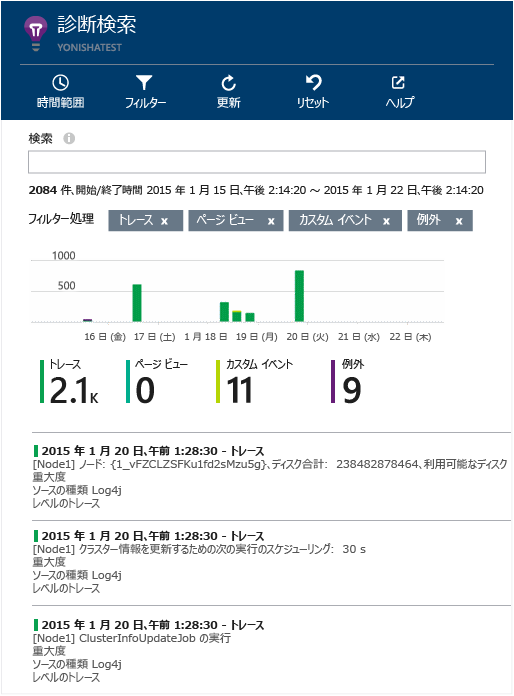 診断検索
YONISHATEST
時間範囲 フィルター 更新 リセット ヘルプ
検索
2084 件、開始/終了時間 2015 年 1 月 15 日、午後 2:14:20 ～ 2015 年 1 月 22 日、午後 2:14:20
フィルター処理 トレース x ページ ビュー x カスタム イベント x 例外 x
1000
500
16 日 (金) 17 日 (土) 1 月 18 日 19 日 (月) 20 日 (火) 21 日 (水) 22 日 (木)
トレース ページ ビュー カスタム イベント 例外
2.1K 0 11 9
2015 年 1 月 20 日、午前 1:28:30 - トレース
[Node1] ノード: {1_vFZCLZSFKu1fd2sMzu5g}、ディスク合計: 238482878464、利用可能なディスク
重大度
ソースの種類 Log4j
レベルのトレース
2015 年 1 月 20 日、午前 1:28:30 - トレース
[Node1] クラスター情報を更新するための次の実行のスケジューリング: 30 s
重大度
ソースの種類 Log4j
レベルのトレース
2015 年 1 月 20 日、午前 1:28:30 - トレース
[Node1] ClusterInfoUpdateJob の実行
重大度
ソースの種類 Log4j
レベルのトレース